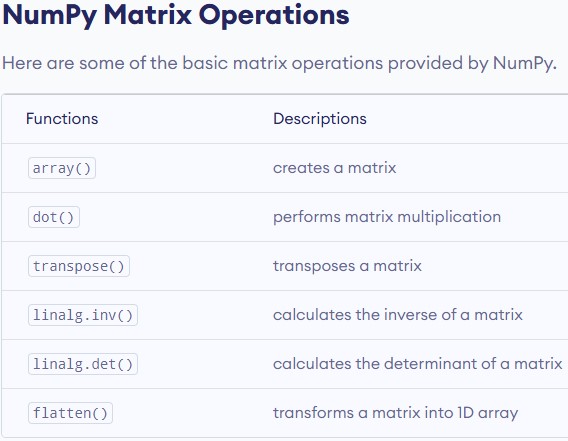 NumPy Matrix Operations
Here are some of the basic matrix operations provided by NumPy.
Functions Descriptions
array() creates a matrix
dot() performs matrix multiplication
transpose() transposes a matrix
linalg.inv() calculates the inverse of a matrix
linalg.det() calculates the determinant of a matrix
flatten() transforms a matrix into 1D array